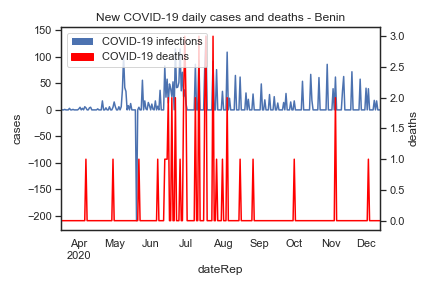 New COVID-19 daily cases and deaths - Benin
COVID-19 infections
COVID-19 deaths
150
100
50
0
−50
−100
−150
−200
cases
3.0
2.5
2.0
1.5
1.0
0.5
0.0
deaths
Apr May Jun Jul Aug Sep Oct Nov Dec
2020
dateRep